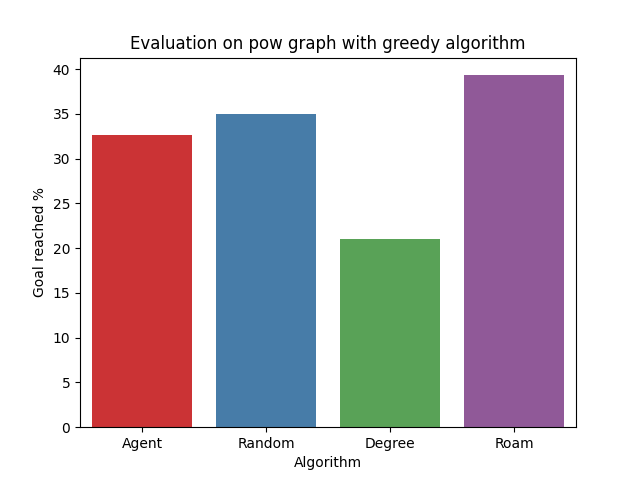 Evaluation on pow graph with greedy algorithm
Goal reached %
40
35
30
25
20
15
10
5
0
Agent Random Degree Roam
Algorithm